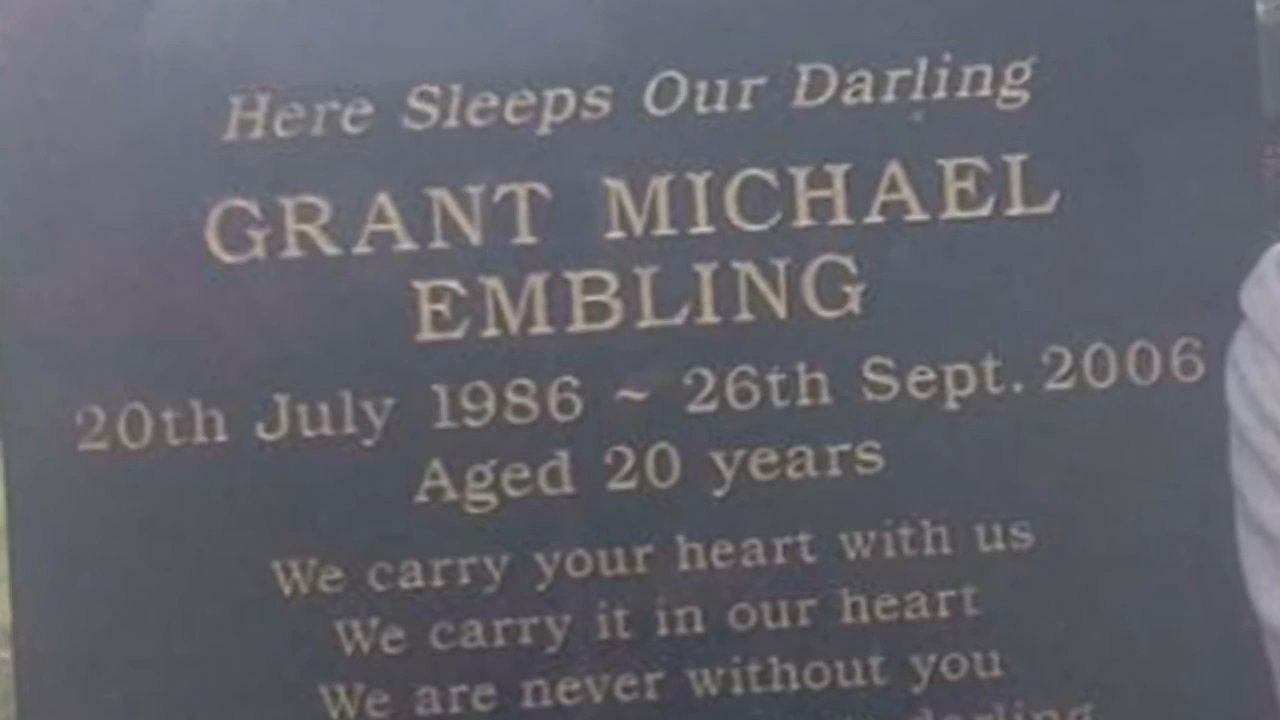 Here Sleeps Our Darling
GRANT MICHAEL
EMBLING
20th July 1986 ~ 26th Sept. 2006
Aged 20 years
We carry your heart with us
We carry it in our heart
We are never without you
darling